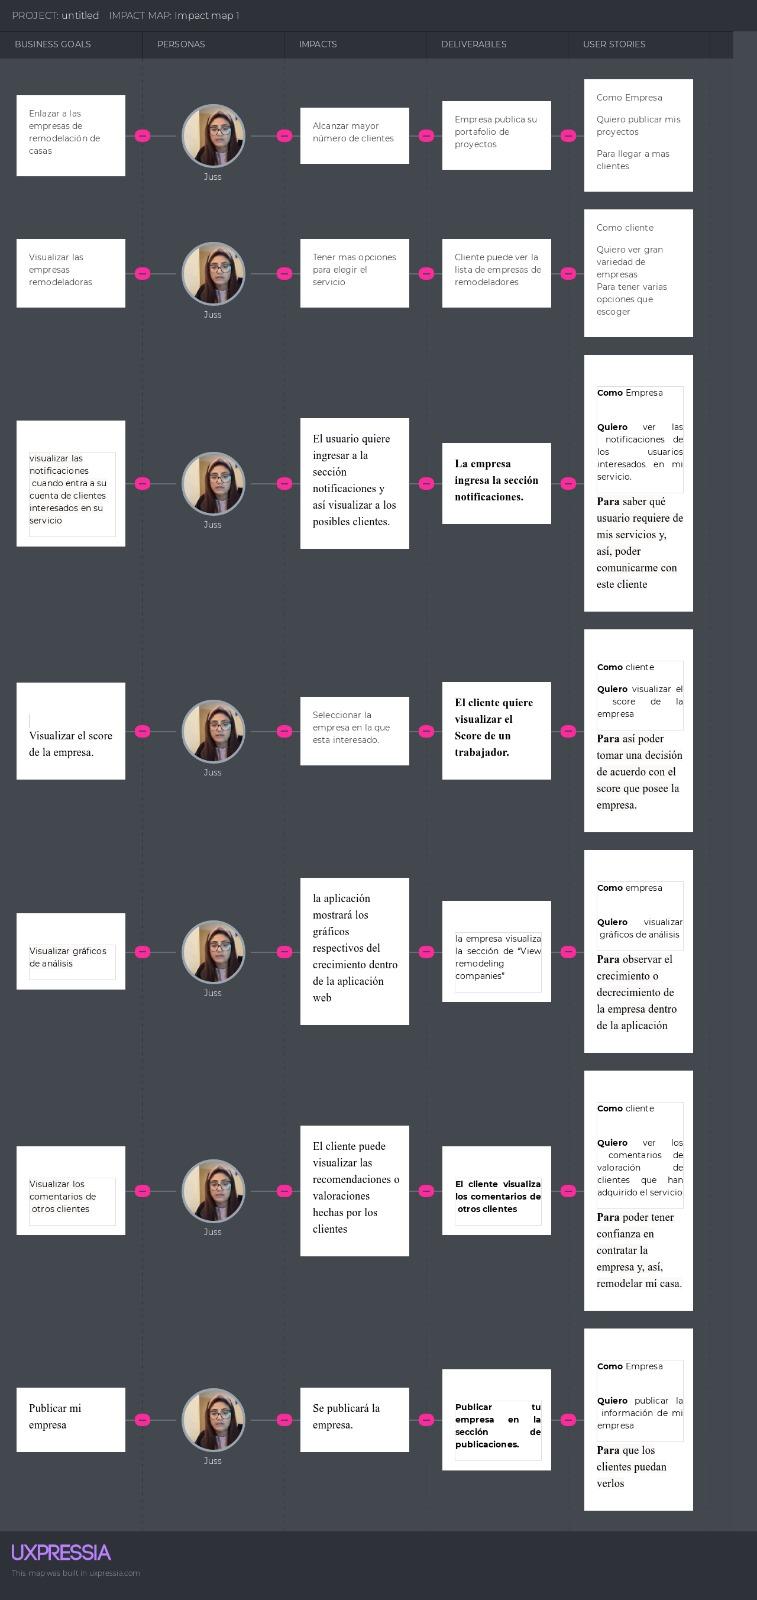 PROJECT: untitled IMPACT MAP: Impact map 1
BUSINESS GOALS PERSONAS IMPACTS DELIVERABLES USER STORIES
Enlazar a las
empresas de
remodelación de
casas
Juss
Alcanzar mayor
número de clientes
Empresa publica su
portafolio de
proyectos
Como Empresa
Quiero publicar mis
proyectos
Para llegar a mas
clientes
Visualizar las
empresas
remodeladoras
Juss
Tener mas opciones
para elegir el
servicio
Cliente puede ver la
lista de empresas de
remodeladores
Como cliente
Quiero ver gran
variedad de
empresas
Para tener varias
opciones que
escoger
visualizar las
notificaciones
cuando entra a su
cuenta de clientes
interesados en su
servicio
Juss
El usuario quiere
ingresar a la
sección
notificaciones y
así visualizar a los
posibles clientes.
La empresa
ingresa la sección
notificaciones.
Como Empresa
Quiero ver las
notificaciones de
los usuarios
interesados en mi
servicio.
Para saber qué
usuario requiere de
mis servicios y,
así, poder
comunicarme con
este cliente
Visualizar el score
de la empresa.
Juss
Seleccionar la
empresa en la que
esta interesado.
El cliente quiere
visualizar el
Score de un
trabajador.
Como cliente
Quiero visualizar el
score de la
empresa
Para así poder
tomar una decisión
de acuerdo con el
score que posee la
empresa.
Visualizar gráficos
de análisis
Juss
la aplicación
mostrará los
gráficos
respectivos del
crecimiento dentro
de la aplicación
web
la empresa visualiza
la sección de "View
remodeling
companies"
Como empresa
Quiero visualizar
gráficos de análisis
Para observar el
crecimiento o
decrecimiento de
la empresa dentro
de la aplicación
Visualizar los
comentarios de
otros clientes
Juss
El cliente puede
visualizar las
recomendaciones o
valoraciones
hechas por los
clientes
El cliente visualiza
los comentarios de
otros clientes
Como cliente
Quiero ver los
comentarios de
valoración de
clientes que han
adquirido el servicio
Para poder tener
confianza en
contratar la
empresa y, así,
remodelar mi casa.
Publicar mi
empresa
Juss
Se publicará la
empresa.
Publicar tu
empresa en la
sección de
publicaciones.
Como Empresa
Quiero publicar la
información de mi
empresa
Para que los
clientes puedan
verlos
UXPRESSIA
This map was built in uxpressia.com